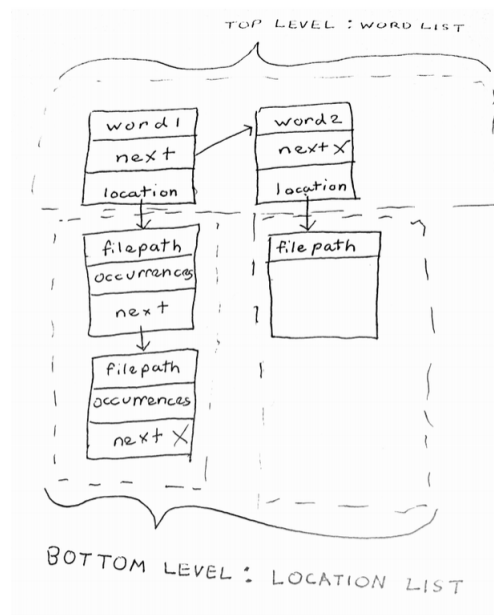 TOP LEVEL : WORD LIST
word1
next
location
word2
next X
location
filepath
occurrences
next
filepath
occurrences
next X
filepath
BOTTOM LEVEL : LOCATION LIST